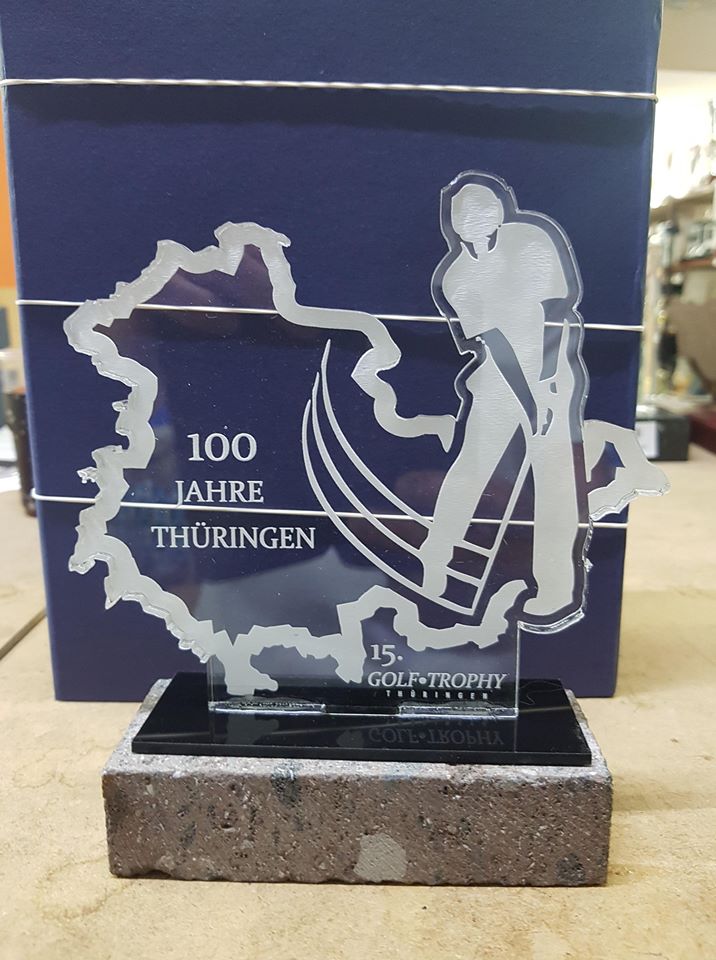 100
JAHRE
THÜRINGEN
15.
GOLF•TROPHY
THÜRINGEN